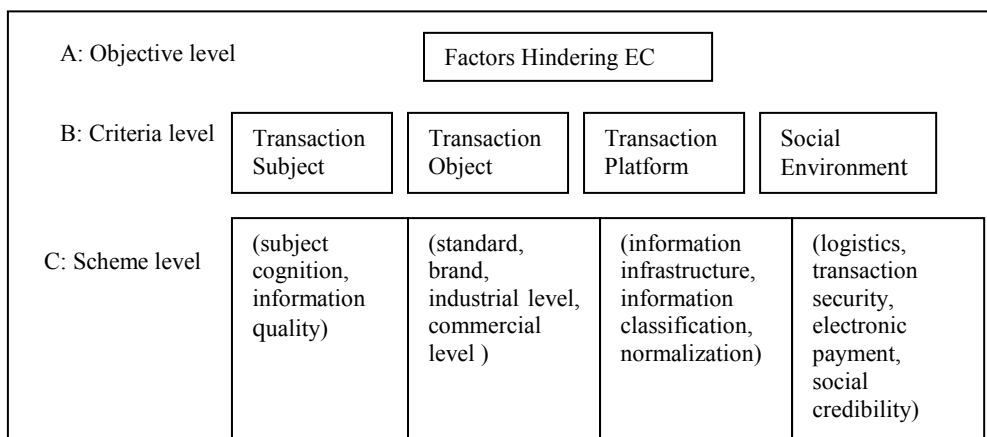 A: Objective level
Factors Hindering EC
B: Criteria level
Transaction
Subject
Transaction
Object
Transaction
Platform
Social
Environment
C: Scheme level
(subject
cognition,
information
quality)
(standard,
brand,
industrial level,
commercial
level )
(information
infrastructure,
information
classification,
normalization)
(logistics,
transaction
security,
electronic
payment,
social
credibility)